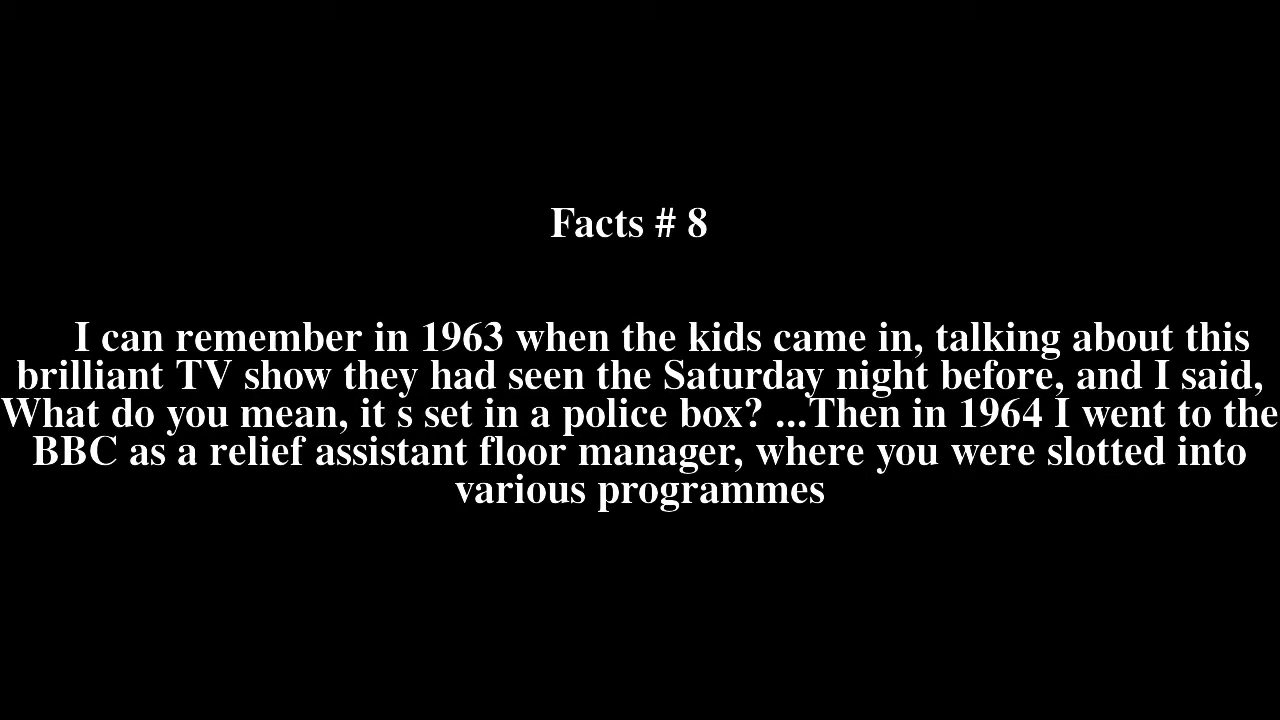 Facts # 8
I can remember in 1963 when the kids came in, talking about this
brilliant TV show they had seen the Saturday night before, and I said,
What do you mean, it s set in a police box? ...Then in 1964 I went to the
BBC as a relief assistant floor manager, where you were slotted into
various programmes